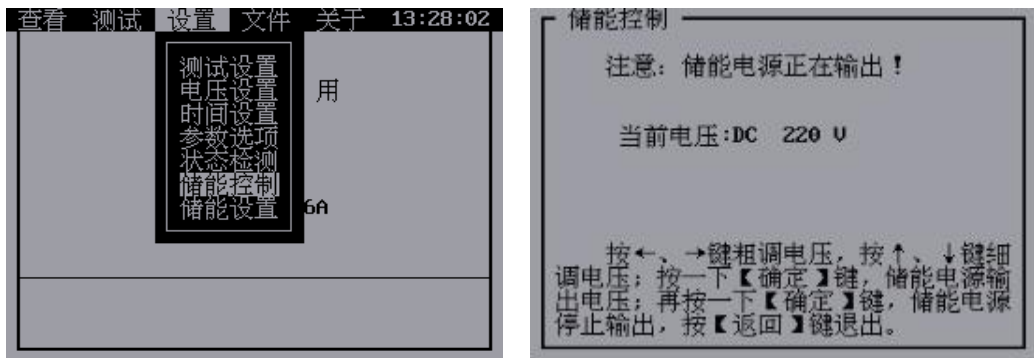 查看 测试 设置 文件 关于 13:28:02
测试设置
电压设置
用
时间设置
参数选项
状态检测
储能控制
储能设置
6A
储能控制
注意：储能电源正在输出！
当前电压:DC 220 V
按←、→键粗调电压，按↑、↓键细
调电压；按一下【确定】键，储能电源输
出电压；再按一下【确定】键，储能电源
停止输出，按【返回】键退出。